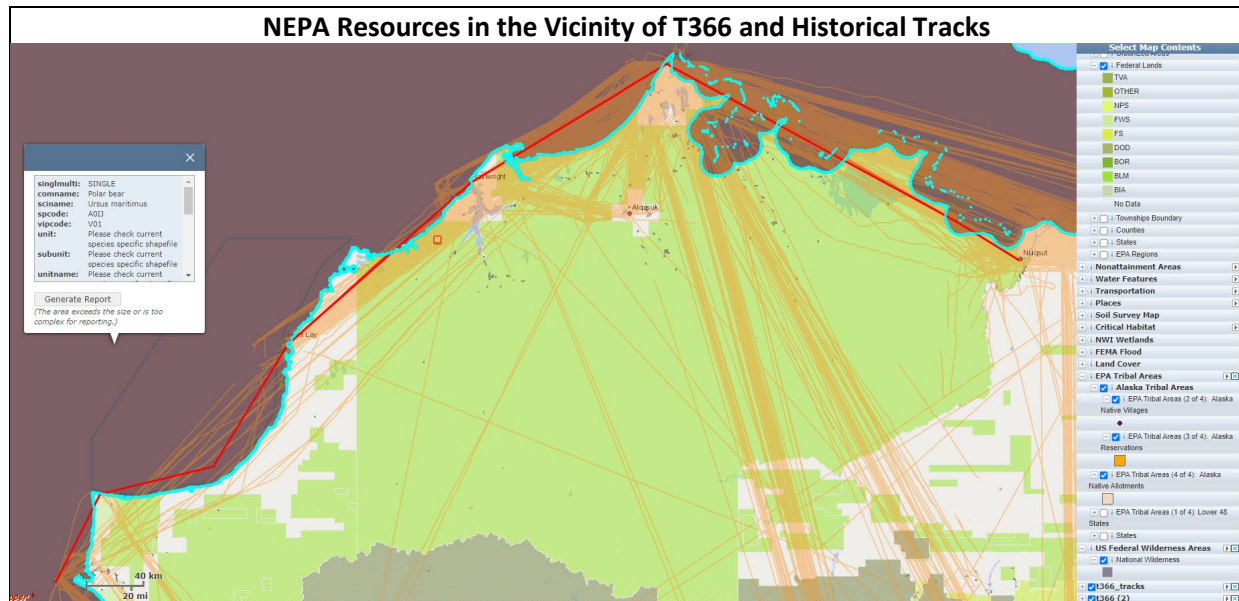 NEPA Resources in the Vicinity of T366 and Historical Tracks
×
singlmulti: SINGLE
comname: Polar bear
sciname: Ursus maritimus
spcode: A0IJ
vipcode: V01
unit: Please check current
species specific shapefile
subunit: Please check current
species specific shapefile
unitname: Please check current
Generate Report
(The area exceeds the size or is too
complex for reporting.)
Lay
Nuiqsut
40 km
20 mi
Select Map Contents
Federal Lands
TVA
OTHER
NPS
FWS
FS
DOD
BOR
BLM
BIA
No Data
Townships Boundary
Counties
States
EPA Regions
Nonattainment Areas
Water Features
Transportation
Places
Soil Survey Map
Critical Habitat
NWI Wetlands
FEMA Flood
Land Cover
EPA Tribal Areas
Alaska Tribal Areas
EPA Tribal Areas (2 of 4): Alaska
Native Villages
EPA Tribal Areas (3 of 4): Alaska
Reservations
EPA Tribal Areas (4 of 4): Alaska
Native Allotments
EPA Tribal Areas (1 of 4): Lower 48
States
States
US Federal Wilderness Areas
National Wilderness
t366_tracks
t366 (2)